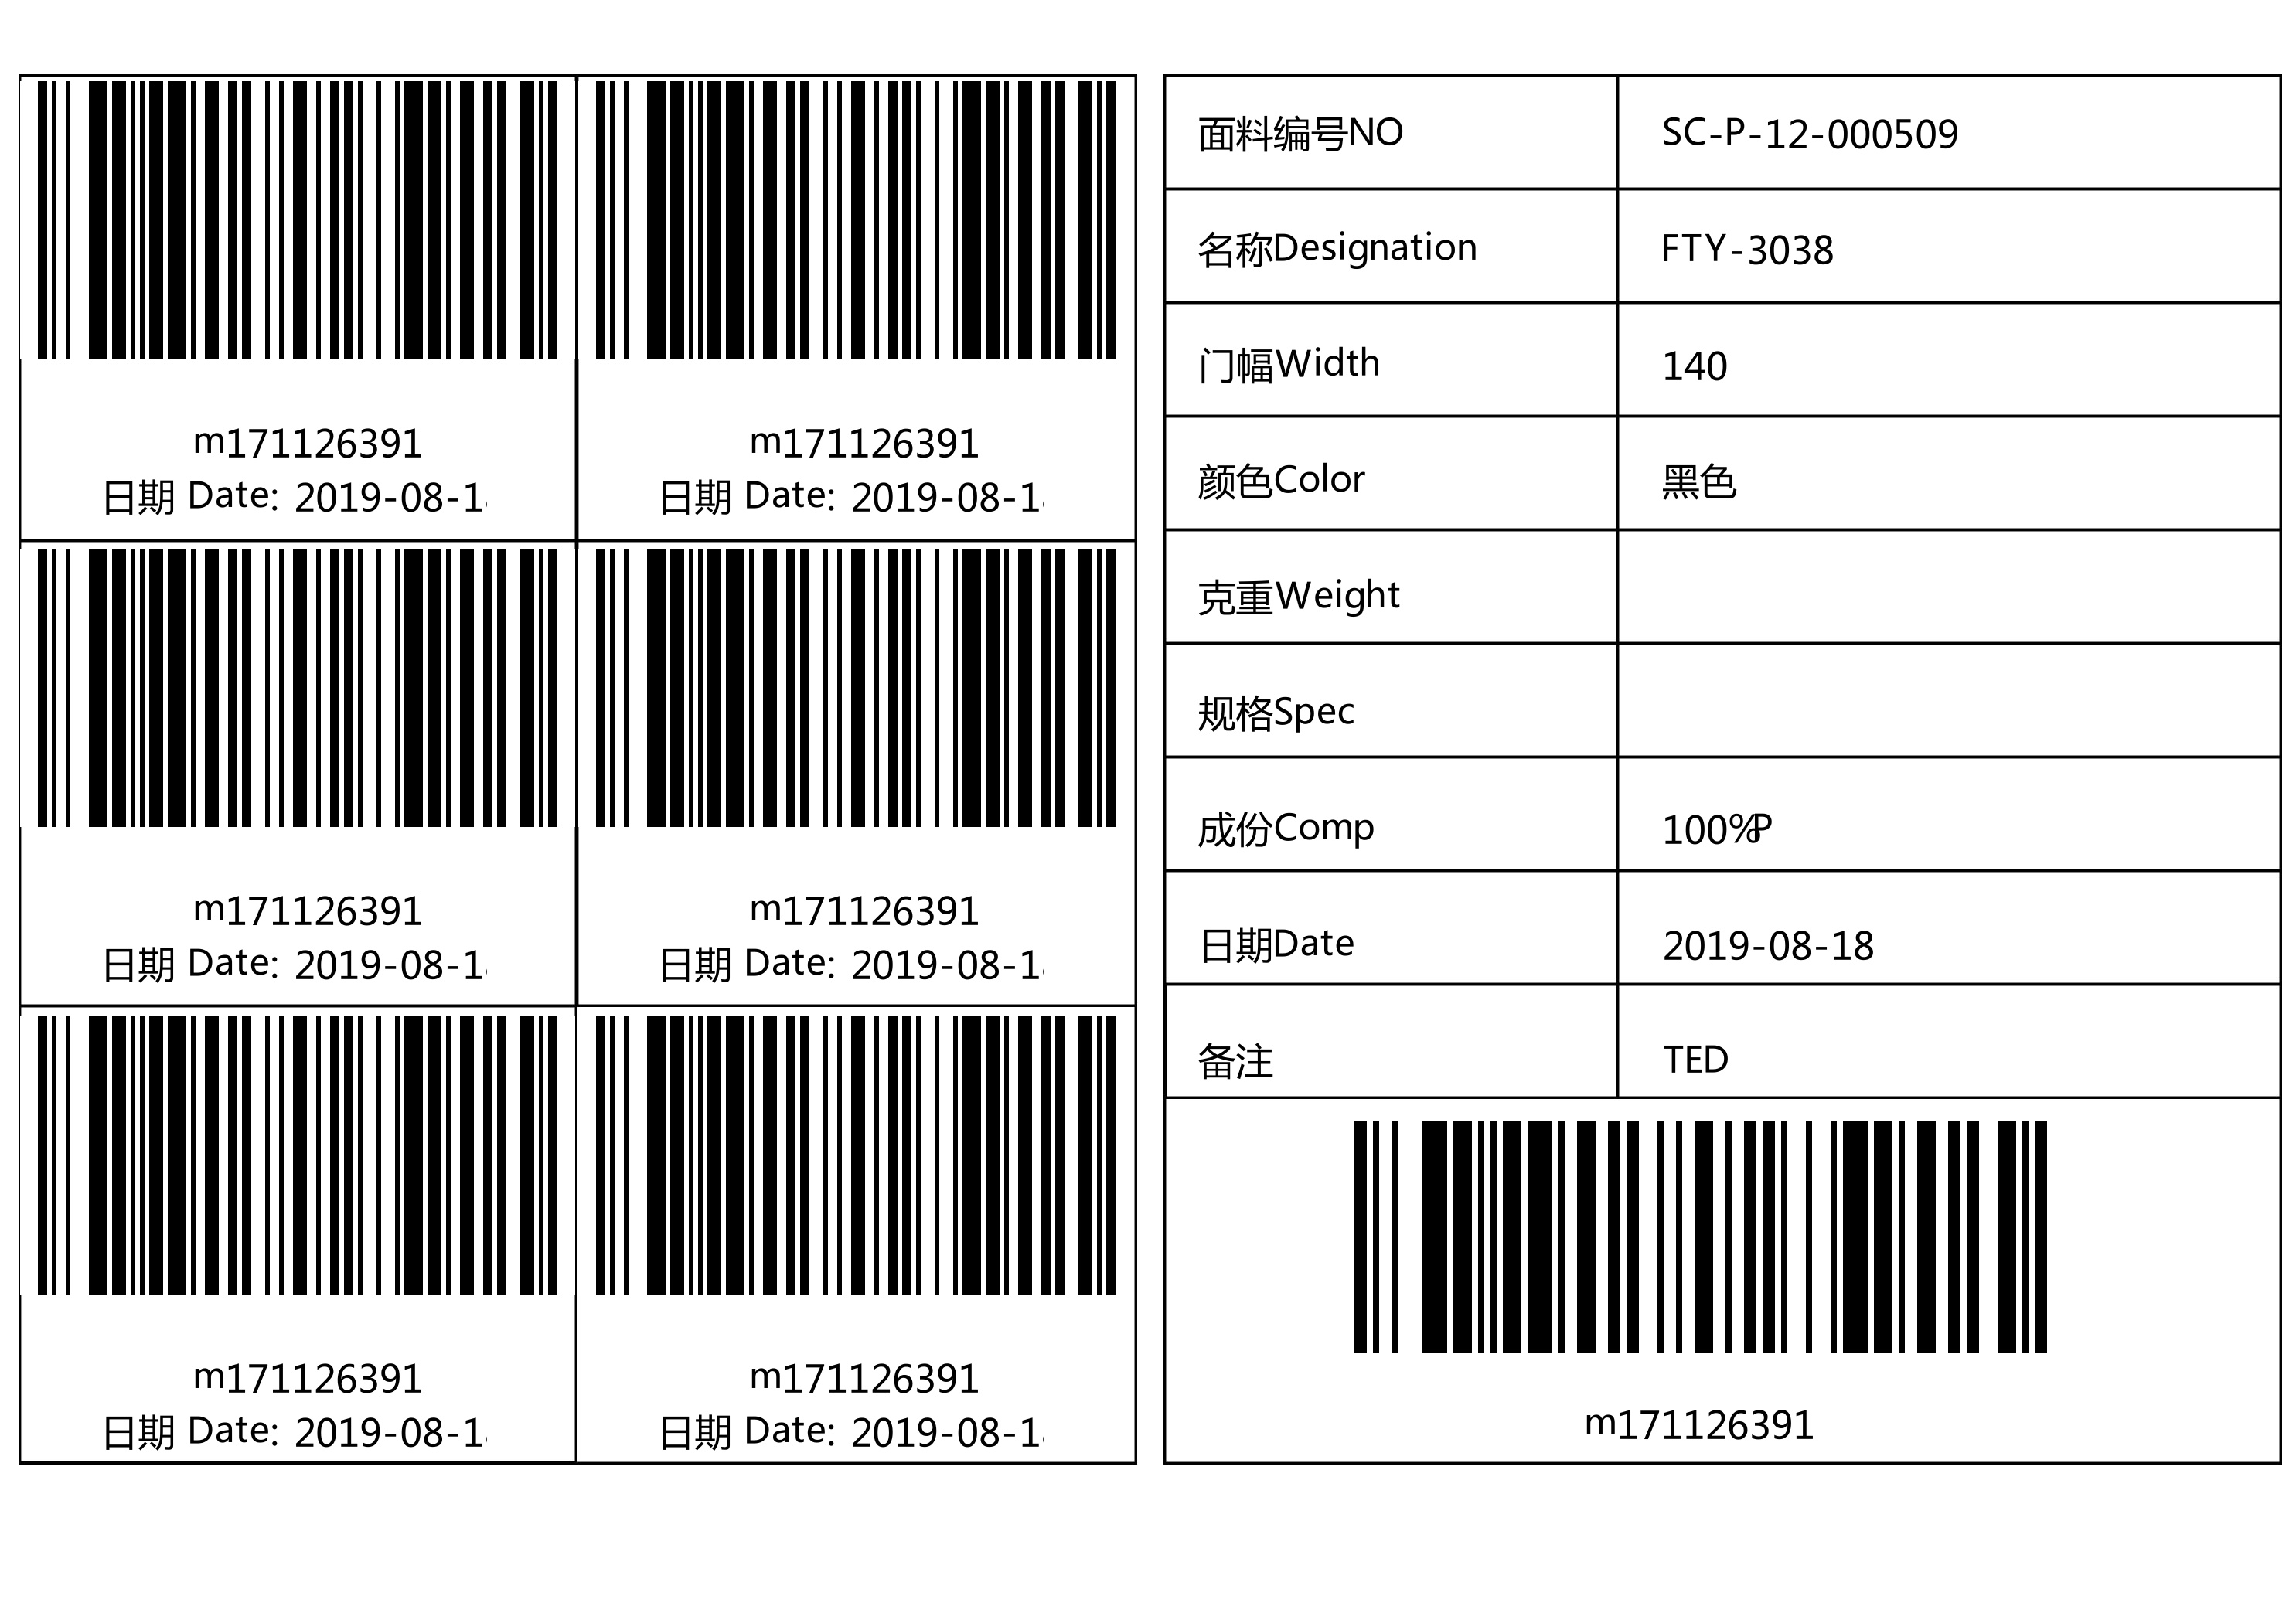 m171126391
日期 Date: 2019-08-1
m171126391
日期 Date: 2019-08-1
m171126391
日期 Date: 2019-08-1
m171126391
日期 Date: 2019-08-1
m171126391
日期 Date: 2019-08-1
m171126391
日期 Date: 2019-08-1
面料编号NO SC-P-12-000509
名称Designation FTY-3038
门幅Width 140
颜色Color 黑色
克重Weight
规格Spec
成份Comp 100%P
日期Date 2019-08-18
备注 TED
m171126391